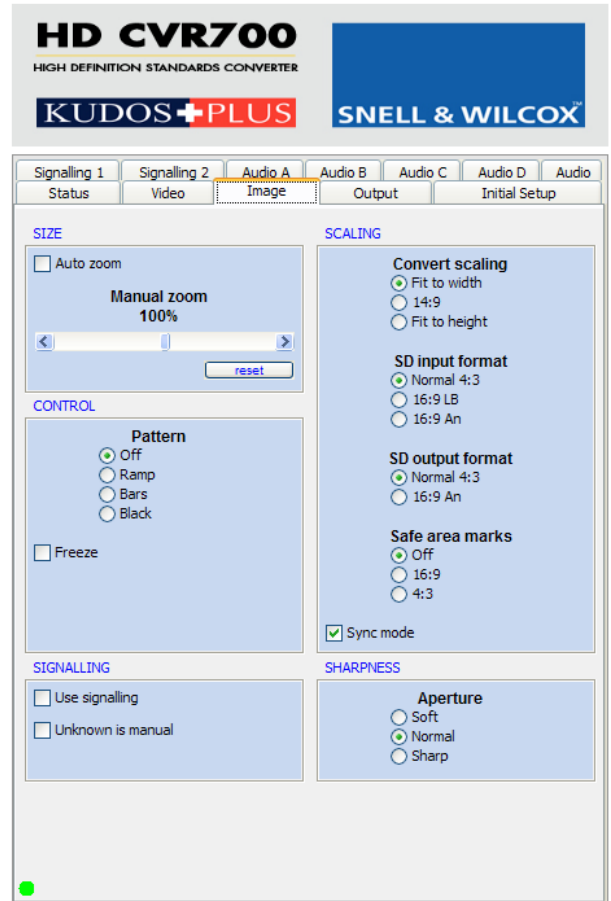 HD CVR700
HIGH DEFINITION STANDARDS CONVERTER
KUDOS PLUS
SNELL & WILCOX™
Signalling 1 Signalling 2 Audio A Audio B Audio C Audio D Audio
Status Video Image Output Initial Setup
SIZE
Auto zoom
Manual zoom
100%
reset
CONTROL
Pattern
Off
Ramp
Bars
Black
Freeze
SIGNALLING
Use signalling
Unknown is manual
SCALING
Convert scaling
Fit to width
14:9
Fit to height
SD input format
Normal 4:3
16:9 LB
16:9 An
SD output format
Normal 4:3
16:9 An
Safe area marks
Off
16:9
4:3
Sync mode
SHARPNESS
Aperture
Soft
Normal
Sharp